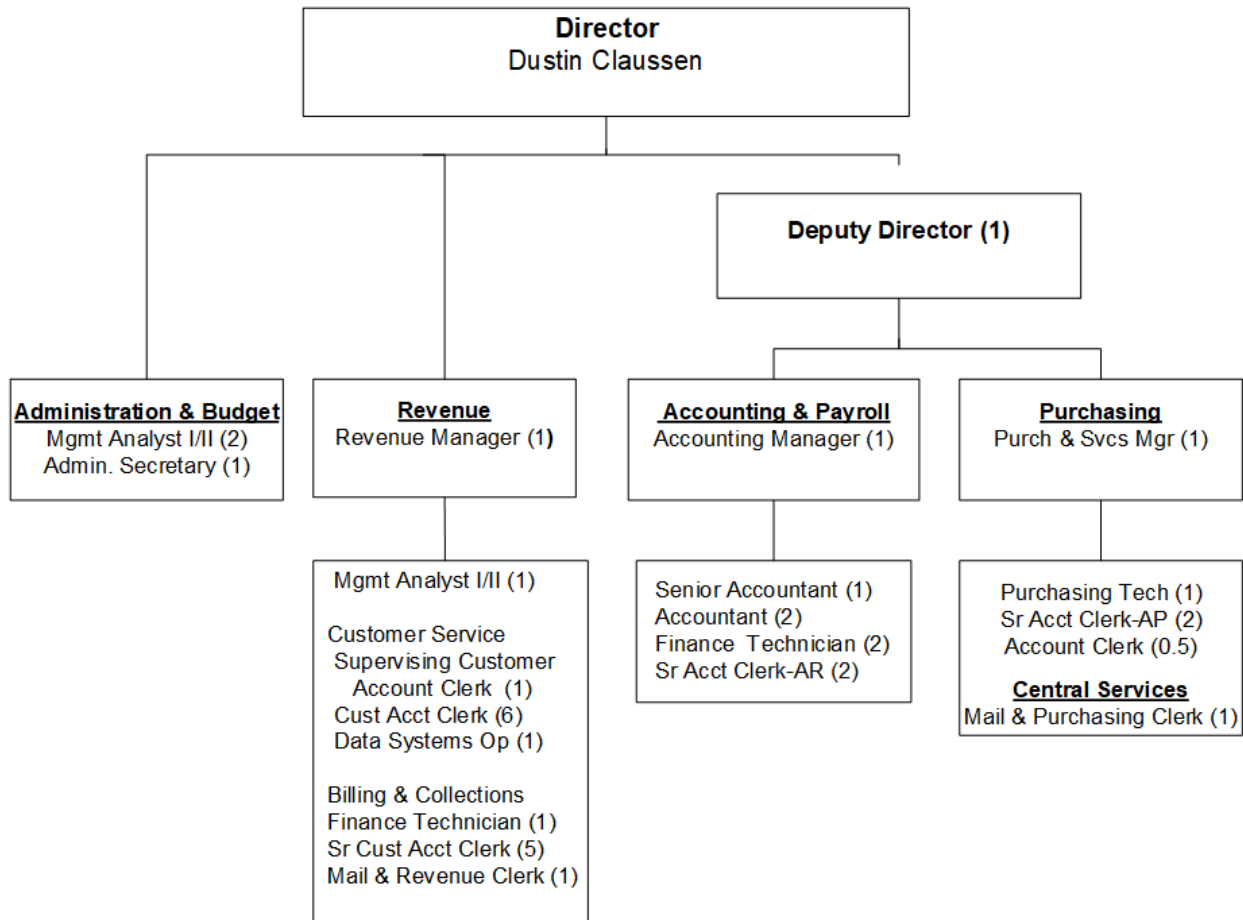 Director
Dustin Claussen
Deputy Director (1)
Administration & Budget
Mgmt Analyst I/II (2)
Admin. Secretary (1)
Revenue
Revenue Manager (1)
Accounting & Payroll
Accounting Manager (1)
Purchasing
Purch & Svcs Mgr (1)
Mgmt Analyst I/II (1)
Customer Service
Supervising Customer
Account Clerk (1)
Cust Acct Clerk (6)
Data Systems Op (1)
Billing & Collections
Finance Technician (1)
Sr Cust Acct Clerk (5)
Mail & Revenue Clerk (1)
Senior Accountant (1)
Accountant (2)
Finance Technician (2)
Sr Acct Clerk-AR (2)
Purchasing Tech (1)
Sr Acct Clerk-AP (2)
Account Clerk (0.5)
Central Services
Mail & Purchasing Clerk (1)